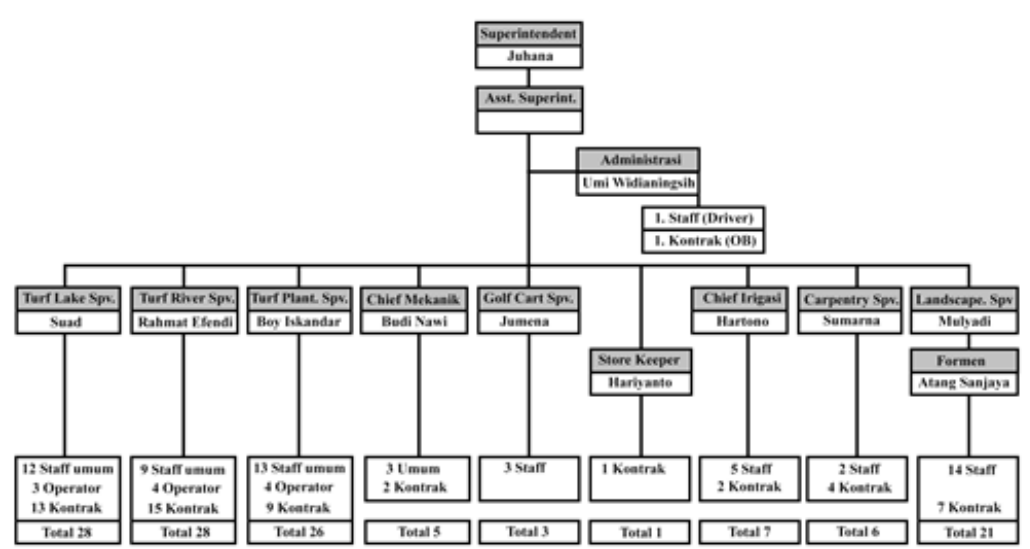 Superintendent
Juhana
Asst. Superint.
Administrasi
Umi Widianingsih
1. Staff (Driver)
1. Kontrak (OB)
Turf Lake Spv.
Suad
Turf River Spv.
Rahmat Efendi
Turf Plant. Spv.
Boy Iskandar
Chief Mekanik
Budi Nawi
Golf Cart Spv.
Jumena
Store Keeper
Hariyanto
Chief Irigasi
Hartono
Carpentry Spv.
Sumarna
Landscape. Spv
Mulyadi
Formen
Atang Sanjaya
12 Staff umum
3 Operator
13 Kontrak
Total 28
9 Staff umum
4 Operator
15 Kontrak
Total 28
13 Staff umum
4 Operator
9 Kontrak
Total 26
3 Umum
2 Kontrak
Total 5
3 Staff
Total 3
1 Kontrak
Total 1
5 Staff
2 Kontrak
Total 7
2 Staff
4 Kontrak
Total 6
14 Staff
7 Kontrak
Total 21